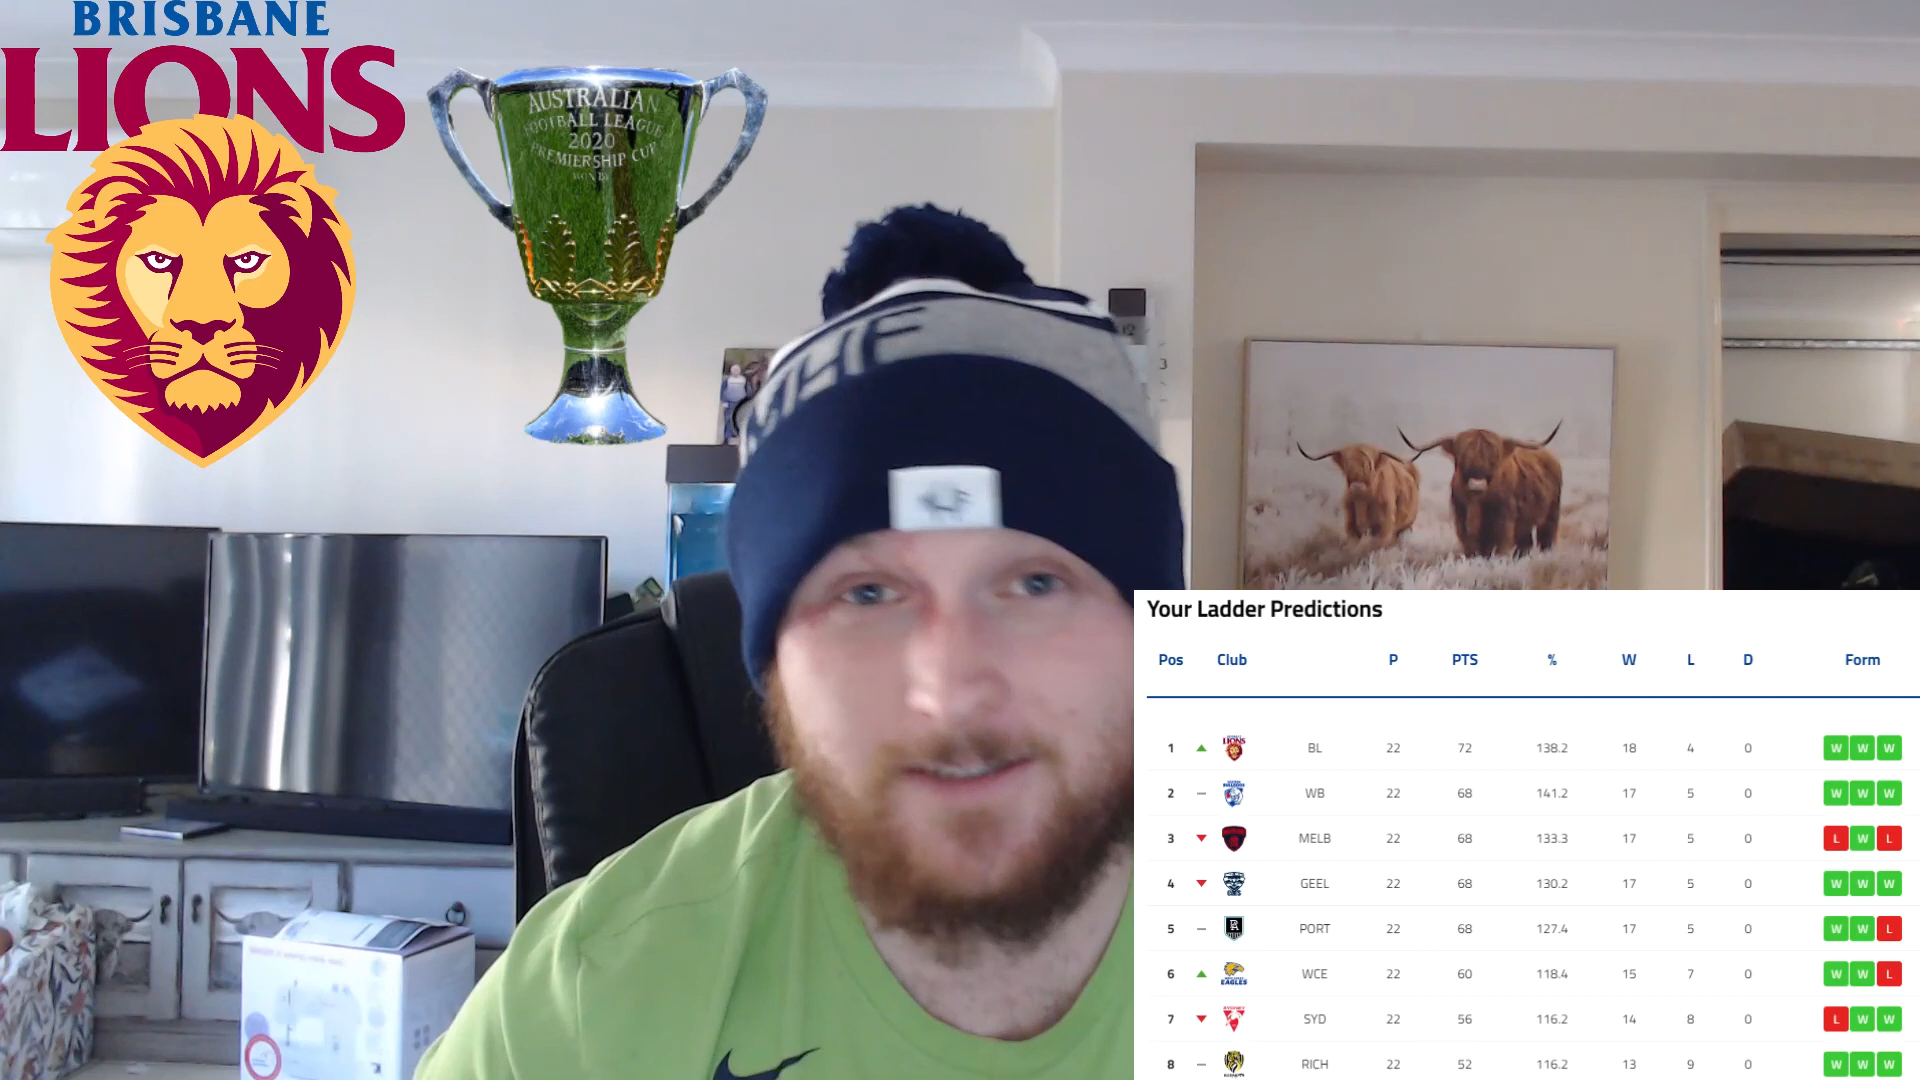 BRISBANE
LIONS
AUSTRALIAN
FOOTBALL LEAGUE
2020
PREMIERSHIP CUP
Your Ladder Predictions
Pos Club P PTS % W L D Form
1 LIONS BL 22 72 138.2 18 4 0 W W W
2 WB 22 68 141.2 17 5 0 W W W
3 MELB 22 68 133.3 17 5 0 L W L
4 GEEL 22 68 130.2 17 5 0 W W W
5 PORT 22 68 127.4 17 5 0 W W L
6 EAGLES WCE 22 60 118.4 15 7 0 W W L
7 SYD 22 56 116.2 14 8 0 L W W
8 RICH 22 52 116.2 13 9 0 W W W